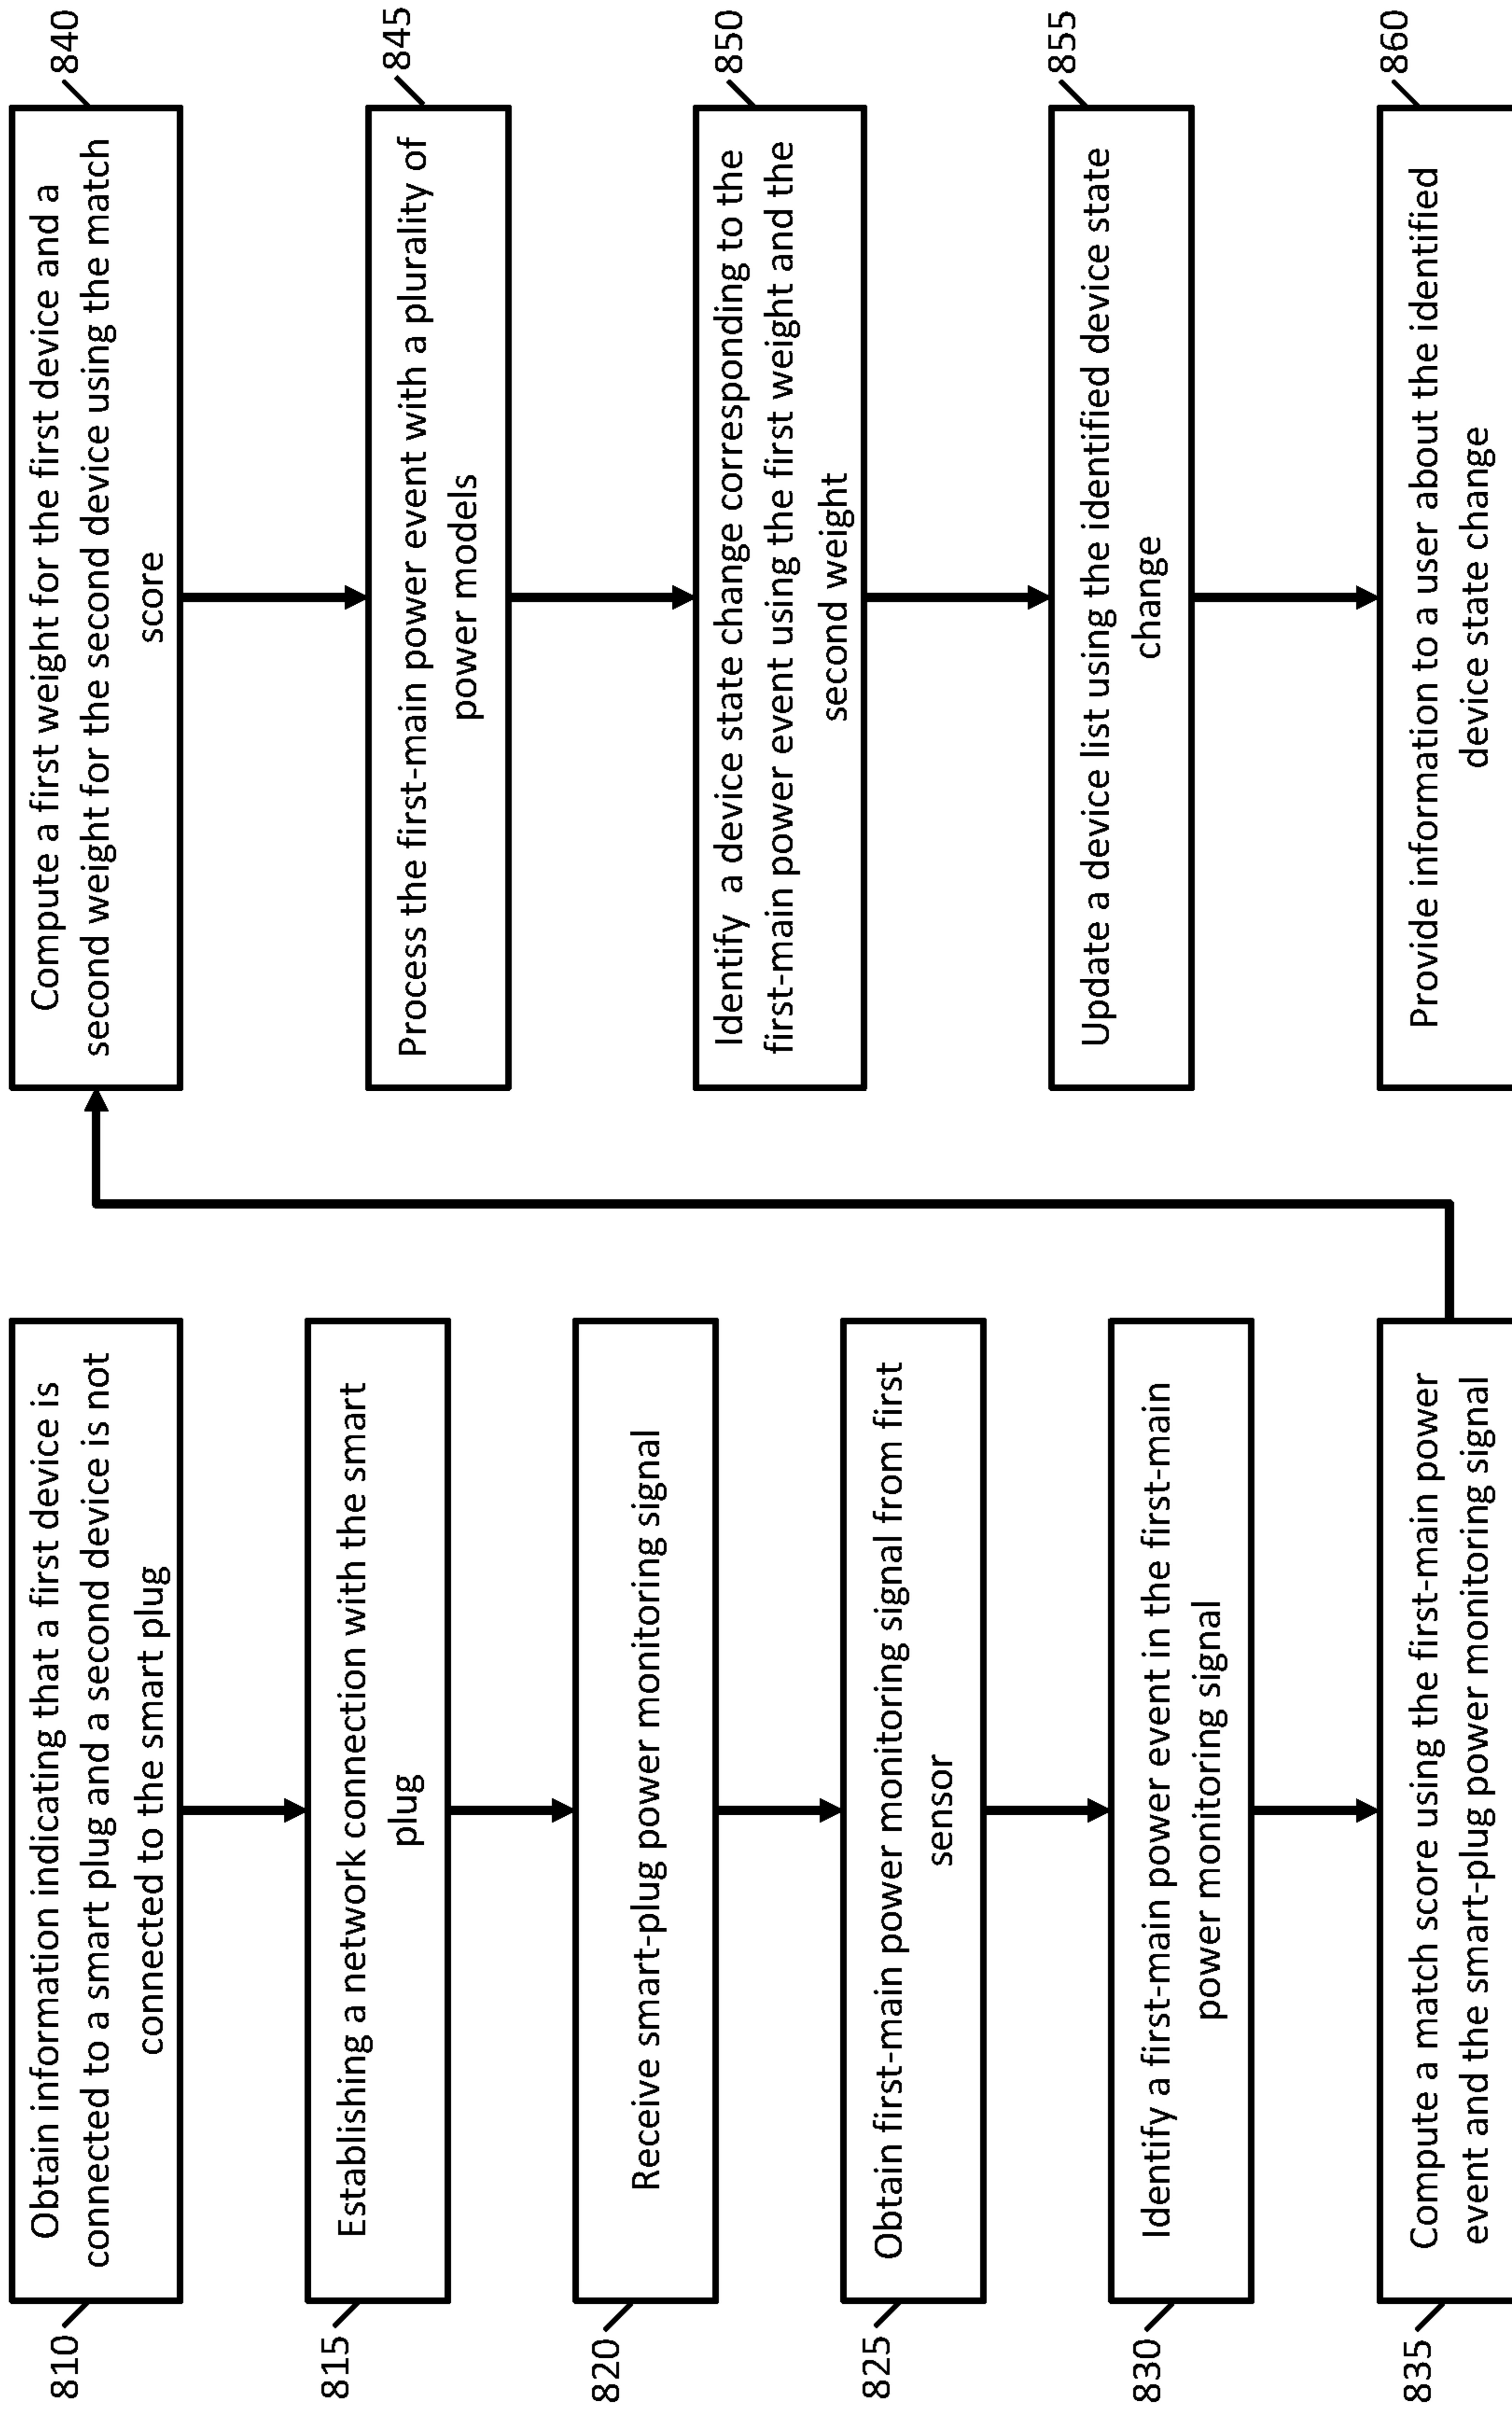 810
Obtain information indicating that a first device is
connected to a smart plug and a second device is not
connected to the smart plug
815
Establishing a network connection with the smart
plug
820
Receive smart-plug power monitoring signal
825
Obtain first-main power monitoring signal from first
sensor
830
Identify a first-main power event in the first-main
power monitoring signal
835
Compute a match score using the first-main power
event and the smart-plug power monitoring signal
840
Compute a first weight for the first device and a
second weight for the second device using the match
score
845
Process the first-main power event with a plurality of
power models
850
Identify a device state change corresponding to the
first-main power event using the first weight and the
second weight
855
Update a device list using the identified device state
change
860
Provide information to a user about the identified
device state change